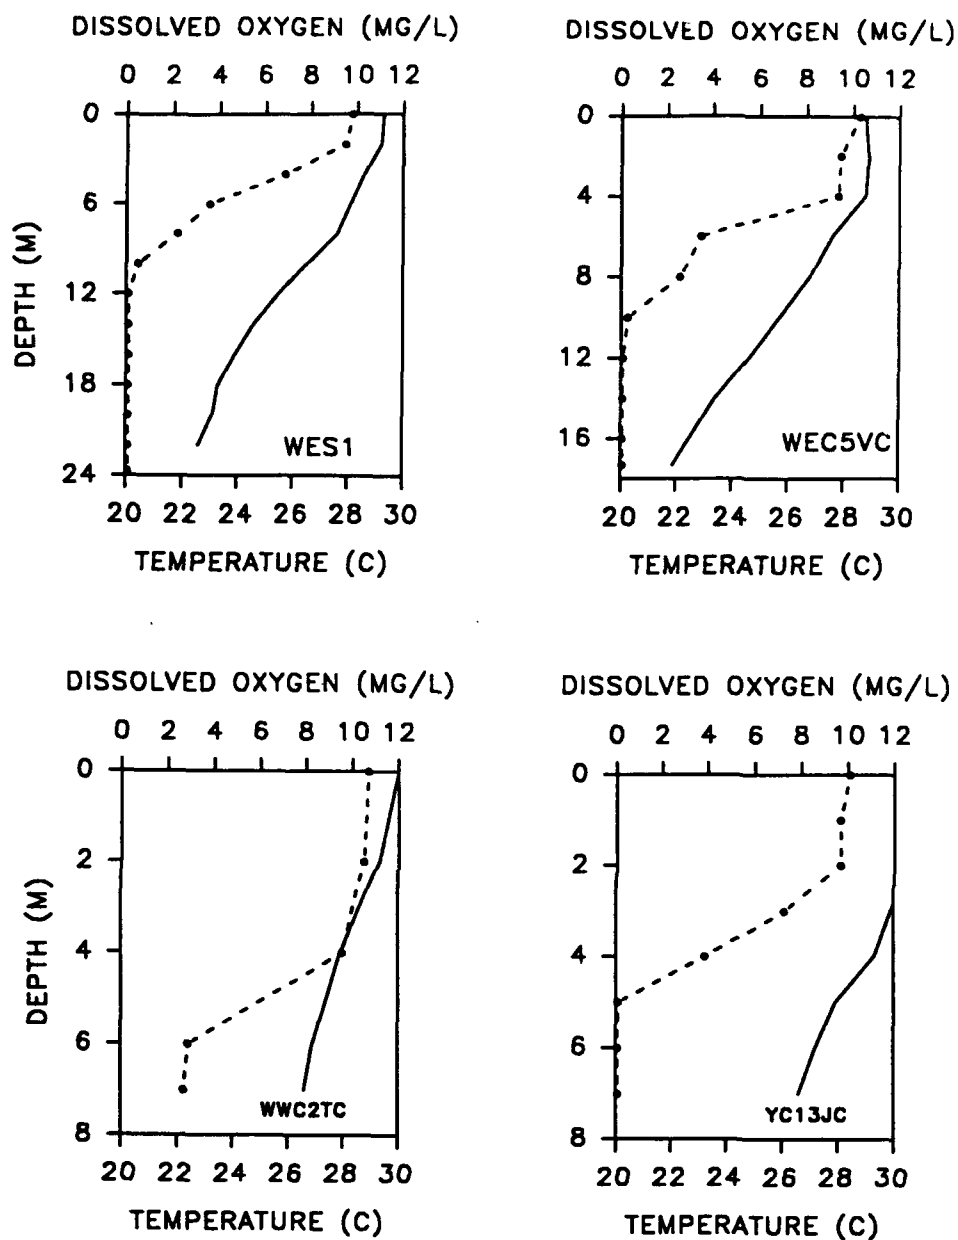 DISSOLVED OXYGEN (MG/L)
0 2 4 6 8 10 12
0
6
12
18
24
DEPTH (M)
WES1
20 22 24 26 28 30
TEMPERATURE (C)
DISSOLVED OXYGEN (MG/L)
0 2 4 6 8 10 12
0
4
8
12
16
WEC5VC
20 22 24 26 28 30
TEMPERATURE (C)
DISSOLVED OXYGEN (MG/L)
0 2 4 6 8 10 12
0
2
4
6
8
DEPTH (M)
WWC2TC
20 22 24 26 28 30
TEMPERATURE (C)
DISSOLVED OXYGEN (MG/L)
0 2 4 6 8 10 12
0
2
4
6
8
YC13JC
20 22 24 26 28 30
TEMPERATURE (C)